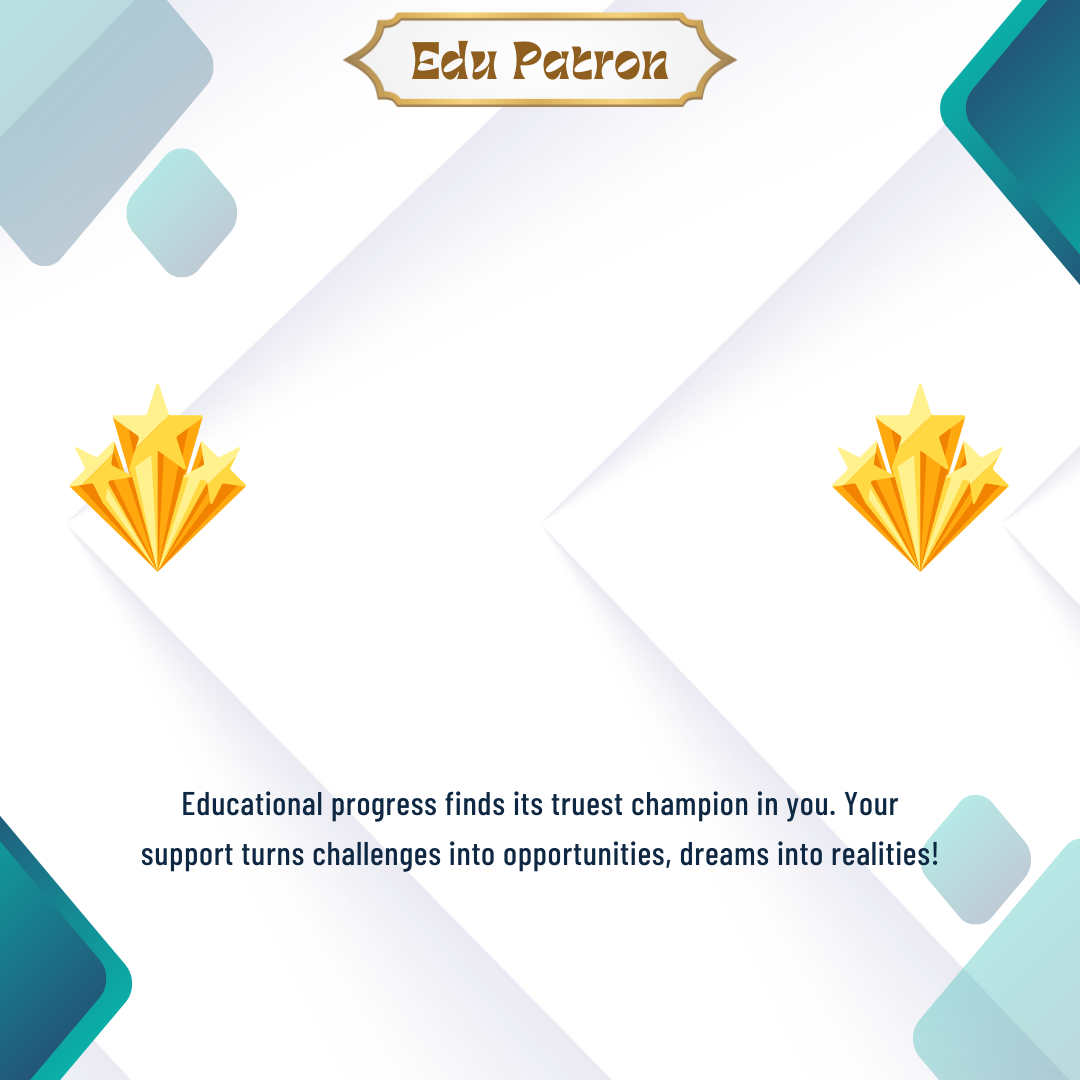 Edu Patron
Educational progress finds its truest champion in you. Your
support turns challenges into opportunities, dreams into realities!